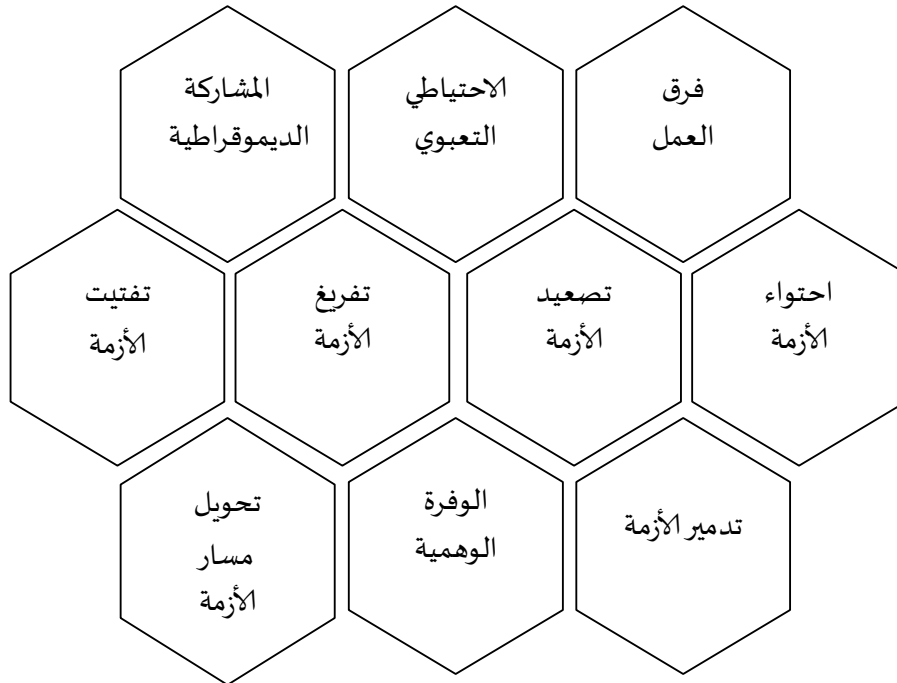 فرق
العمل
الاحتياطي
التعبوي
المشاركة
الديموقراطية
احتواء
الأزمة
تصعيد
الأزمة
تفريغ
الأزمة
تفتيت
الأزمة
تدمير الأزمة
الوفرة
الوهمية
تحويل
مسار
الأزمة